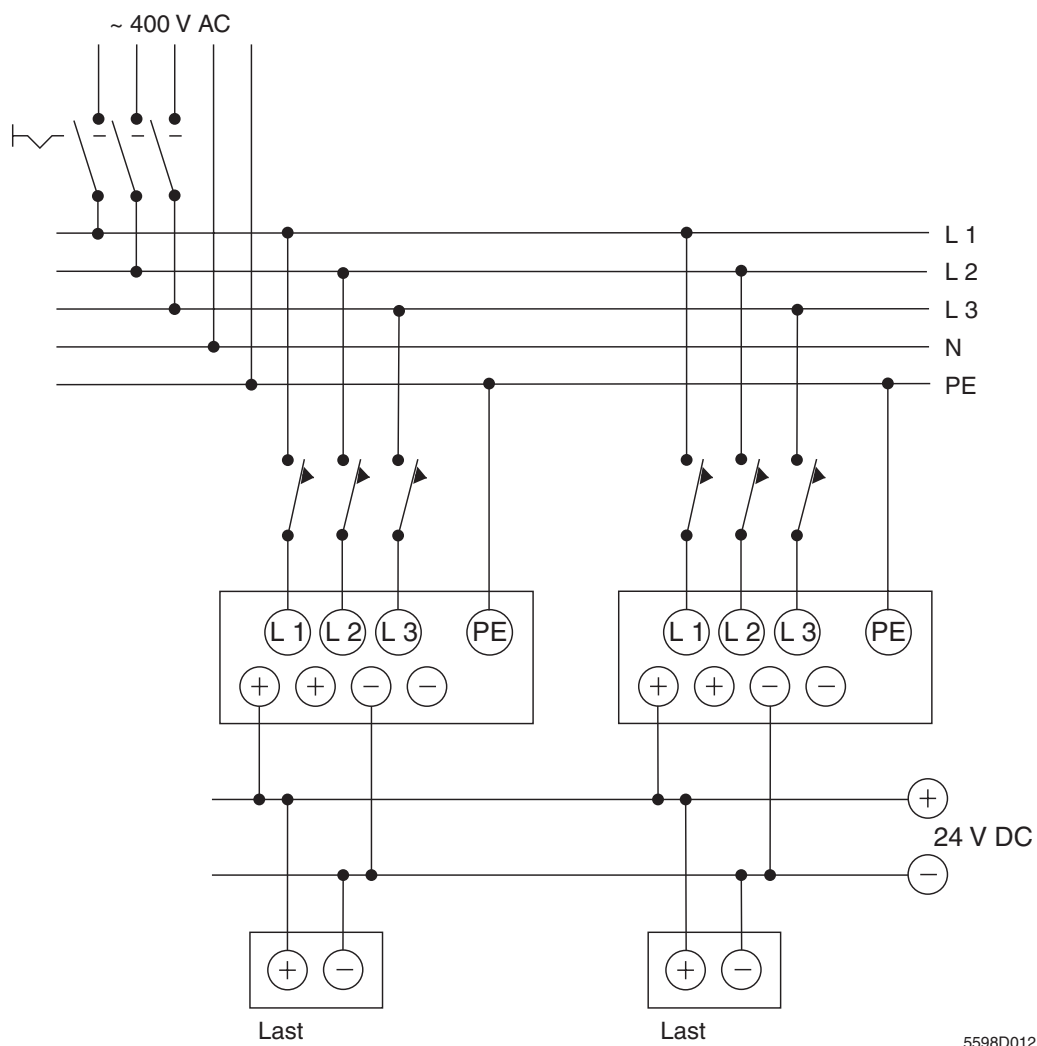 ~ 400 V AC
L 1
L 2
L 3
N
PE
L 1 L 2 L 3 PE L 1 L 2 L 3 PE
+ + − − + + − −
+
24 V DC
−
+ − + −
Last Last
5598D012